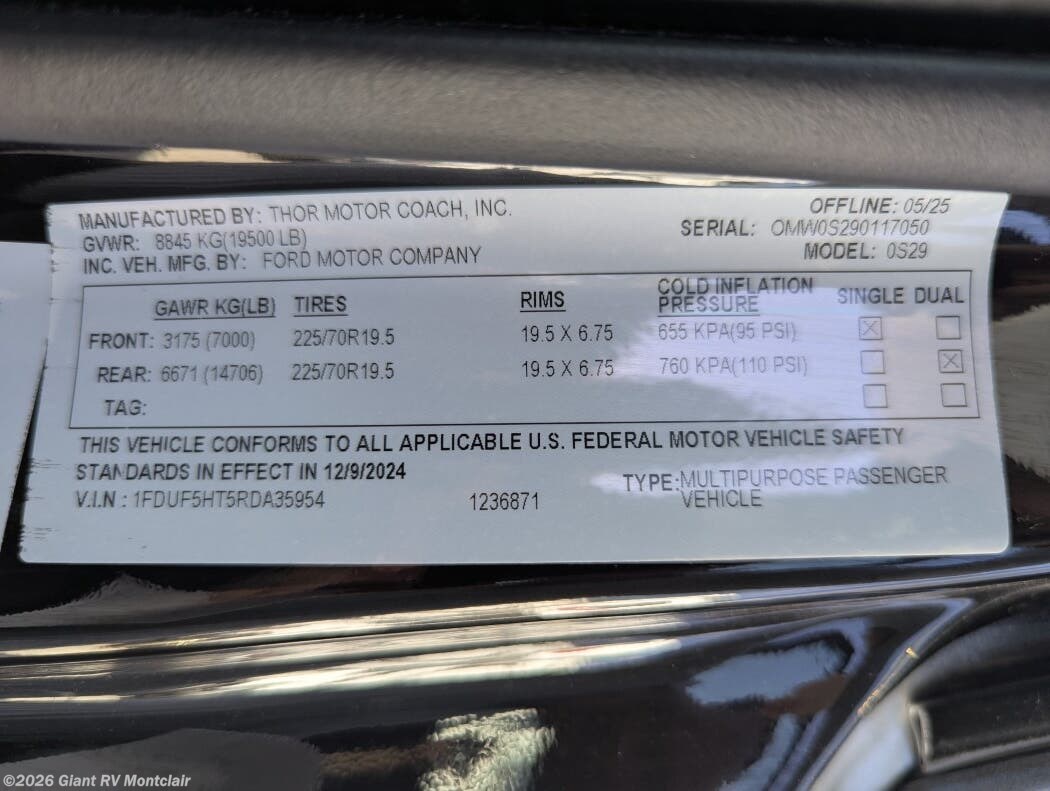 MANUFACTURED BY: THOR MOTOR COACH, INC. OFFLINE: 05/25
GVWR: 8845 KG(19500 LB) SERIAL: OMW0S290117050
INC. VEH. MFG. BY: FORD MOTOR COMPANY MODEL: 0S29
GAWR KG(LB) TIRES RIMS COLD INFLATION PRESSURE SINGLE DUAL
FRONT: 3175 (7000) 225/70R19.5 19.5 X 6.75 655 KPA(95 PSI) ☒ ☐
REAR: 6671 (14706) 225/70R19.5 19.5 X 6.75 760 KPA(110 PSI) ☐ ☒
TAG: ☐ ☐
THIS VEHICLE CONFORMS TO ALL APPLICABLE U.S. FEDERAL MOTOR VEHICLE SAFETY
STANDARDS IN EFFECT IN 12/9/2024
V.I.N : 1FDUF5HT5RDA35954 1236871 TYPE: MULTIPURPOSE PASSENGER
VEHICLE
©2026 Giant RV Montclair